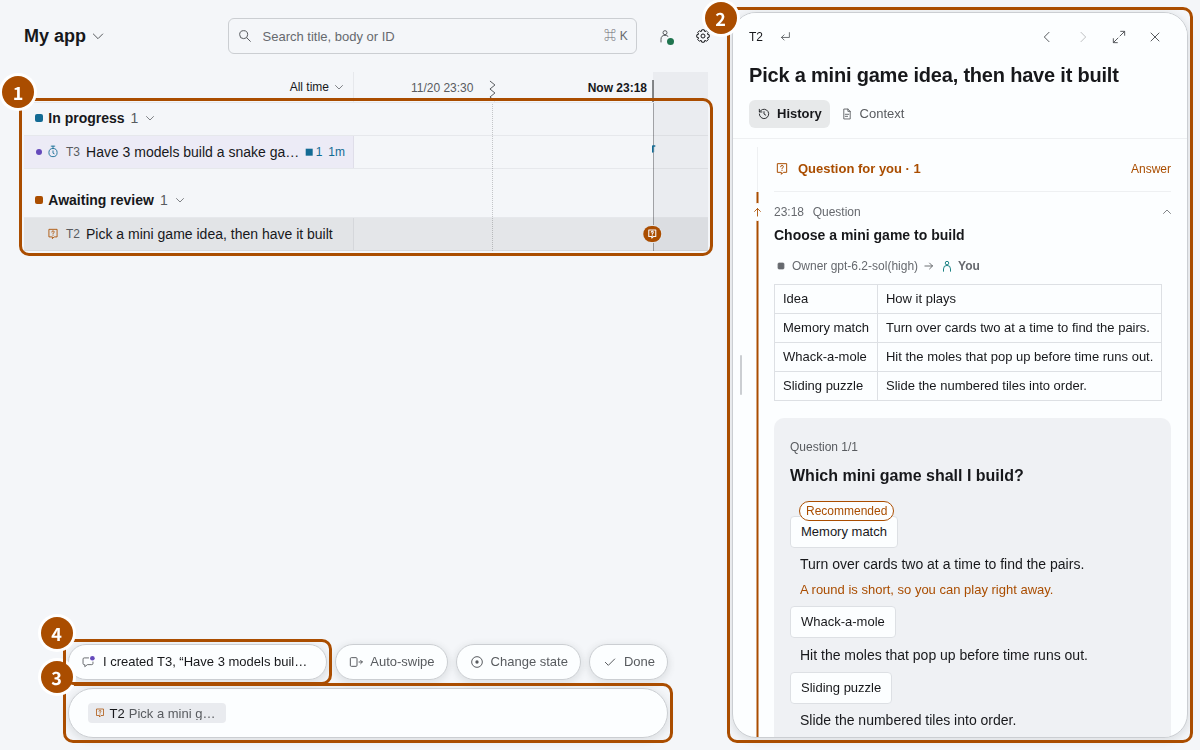 My app
Search title, body or ID
⌘ K
All time
11/20 23:30
Now 23:18
1
In progress 1
T3 Have 3 models build a snake ga… 1 1m
Awaiting review 1
T2 Pick a mini game idea, then have it built
4
I created T3, “Have 3 models buil…
Auto-swipe
Change state
Done
3
T2 Pick a mini g…
2
T2
Pick a mini game idea, then have it built
History
Context
Question for you · 1
Answer
23:18 Question
Choose a mini game to build
Owner gpt-6.2-sol(high) → You
Idea How it plays
Memory match Turn over cards two at a time to find the pairs.
Whack-a-mole Hit the moles that pop up before time runs out.
Sliding puzzle Slide the numbered tiles into order.
Question 1/1
Which mini game shall I build?
Recommended
Memory match
Turn over cards two at a time to find the pairs.
A round is short, so you can play right away.
Whack-a-mole
Hit the moles that pop up before time runs out.
Sliding puzzle
Slide the numbered tiles into order.